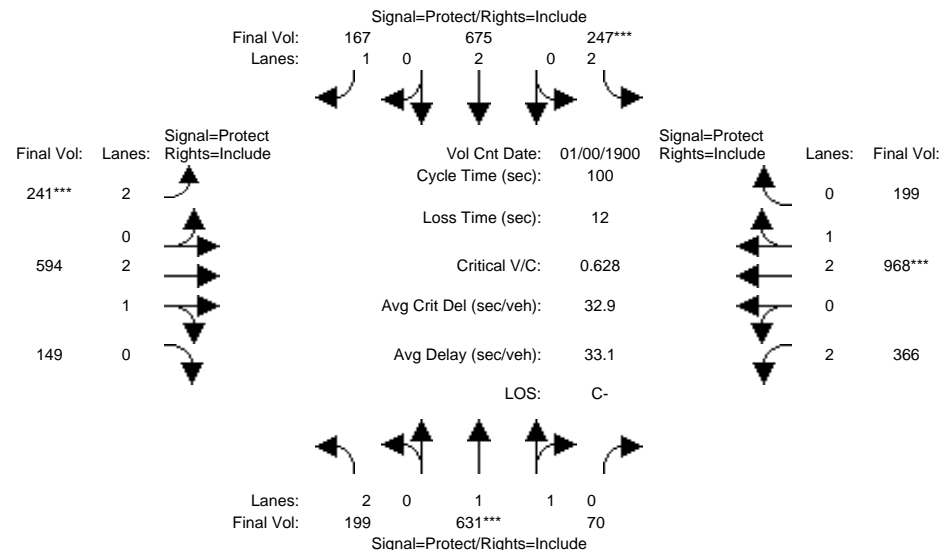 Signal=Protect/Rights=Include
Final Vol: 167 675 247***
Lanes: 1 0 2 0 2
Signal=Protect
Final Vol: Lanes: Rights=Include
Vol Cnt Date: 01/00/1900
Signal=Protect
Rights=Include Lanes: Final Vol:
Cycle Time (sec): 100
241*** 2
0 199
Loss Time (sec): 12
0
1
594 2
Critical V/C: 0.628
2 968***
1
Avg Crit Del (sec/veh): 32.9
0
149 0
Avg Delay (sec/veh): 33.1
2 366
LOS: C-
Lanes: 2 0 1 1 0
Final Vol: 199 631*** 70
Signal=Protect/Rights=Include